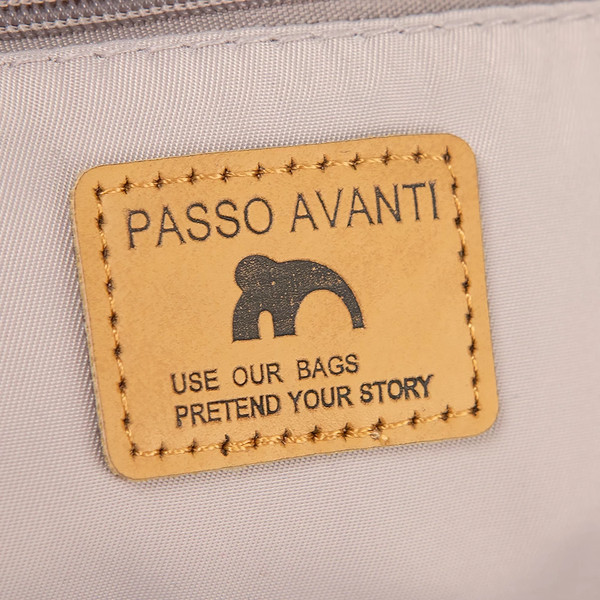 PASSO AVANTI
USE OUR BAGS
PRETEND YOUR STORY